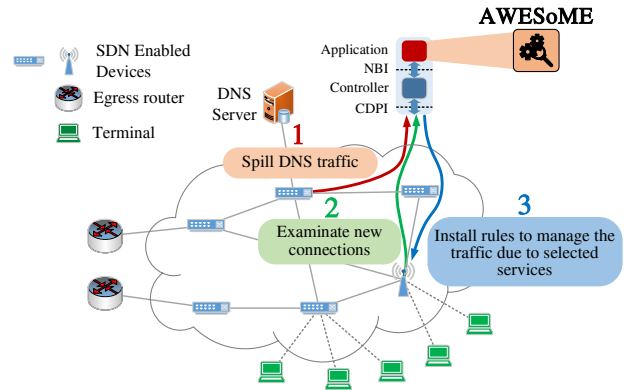 AWESoME
SDN Enabled
Devices
Egress router
Terminal
DNS
Server
Application
NBI
Controller
CDPI
1
Spill DNS traffic
2
Examinate new
connections
3
Install rules to manage the
traffic due to selected
services